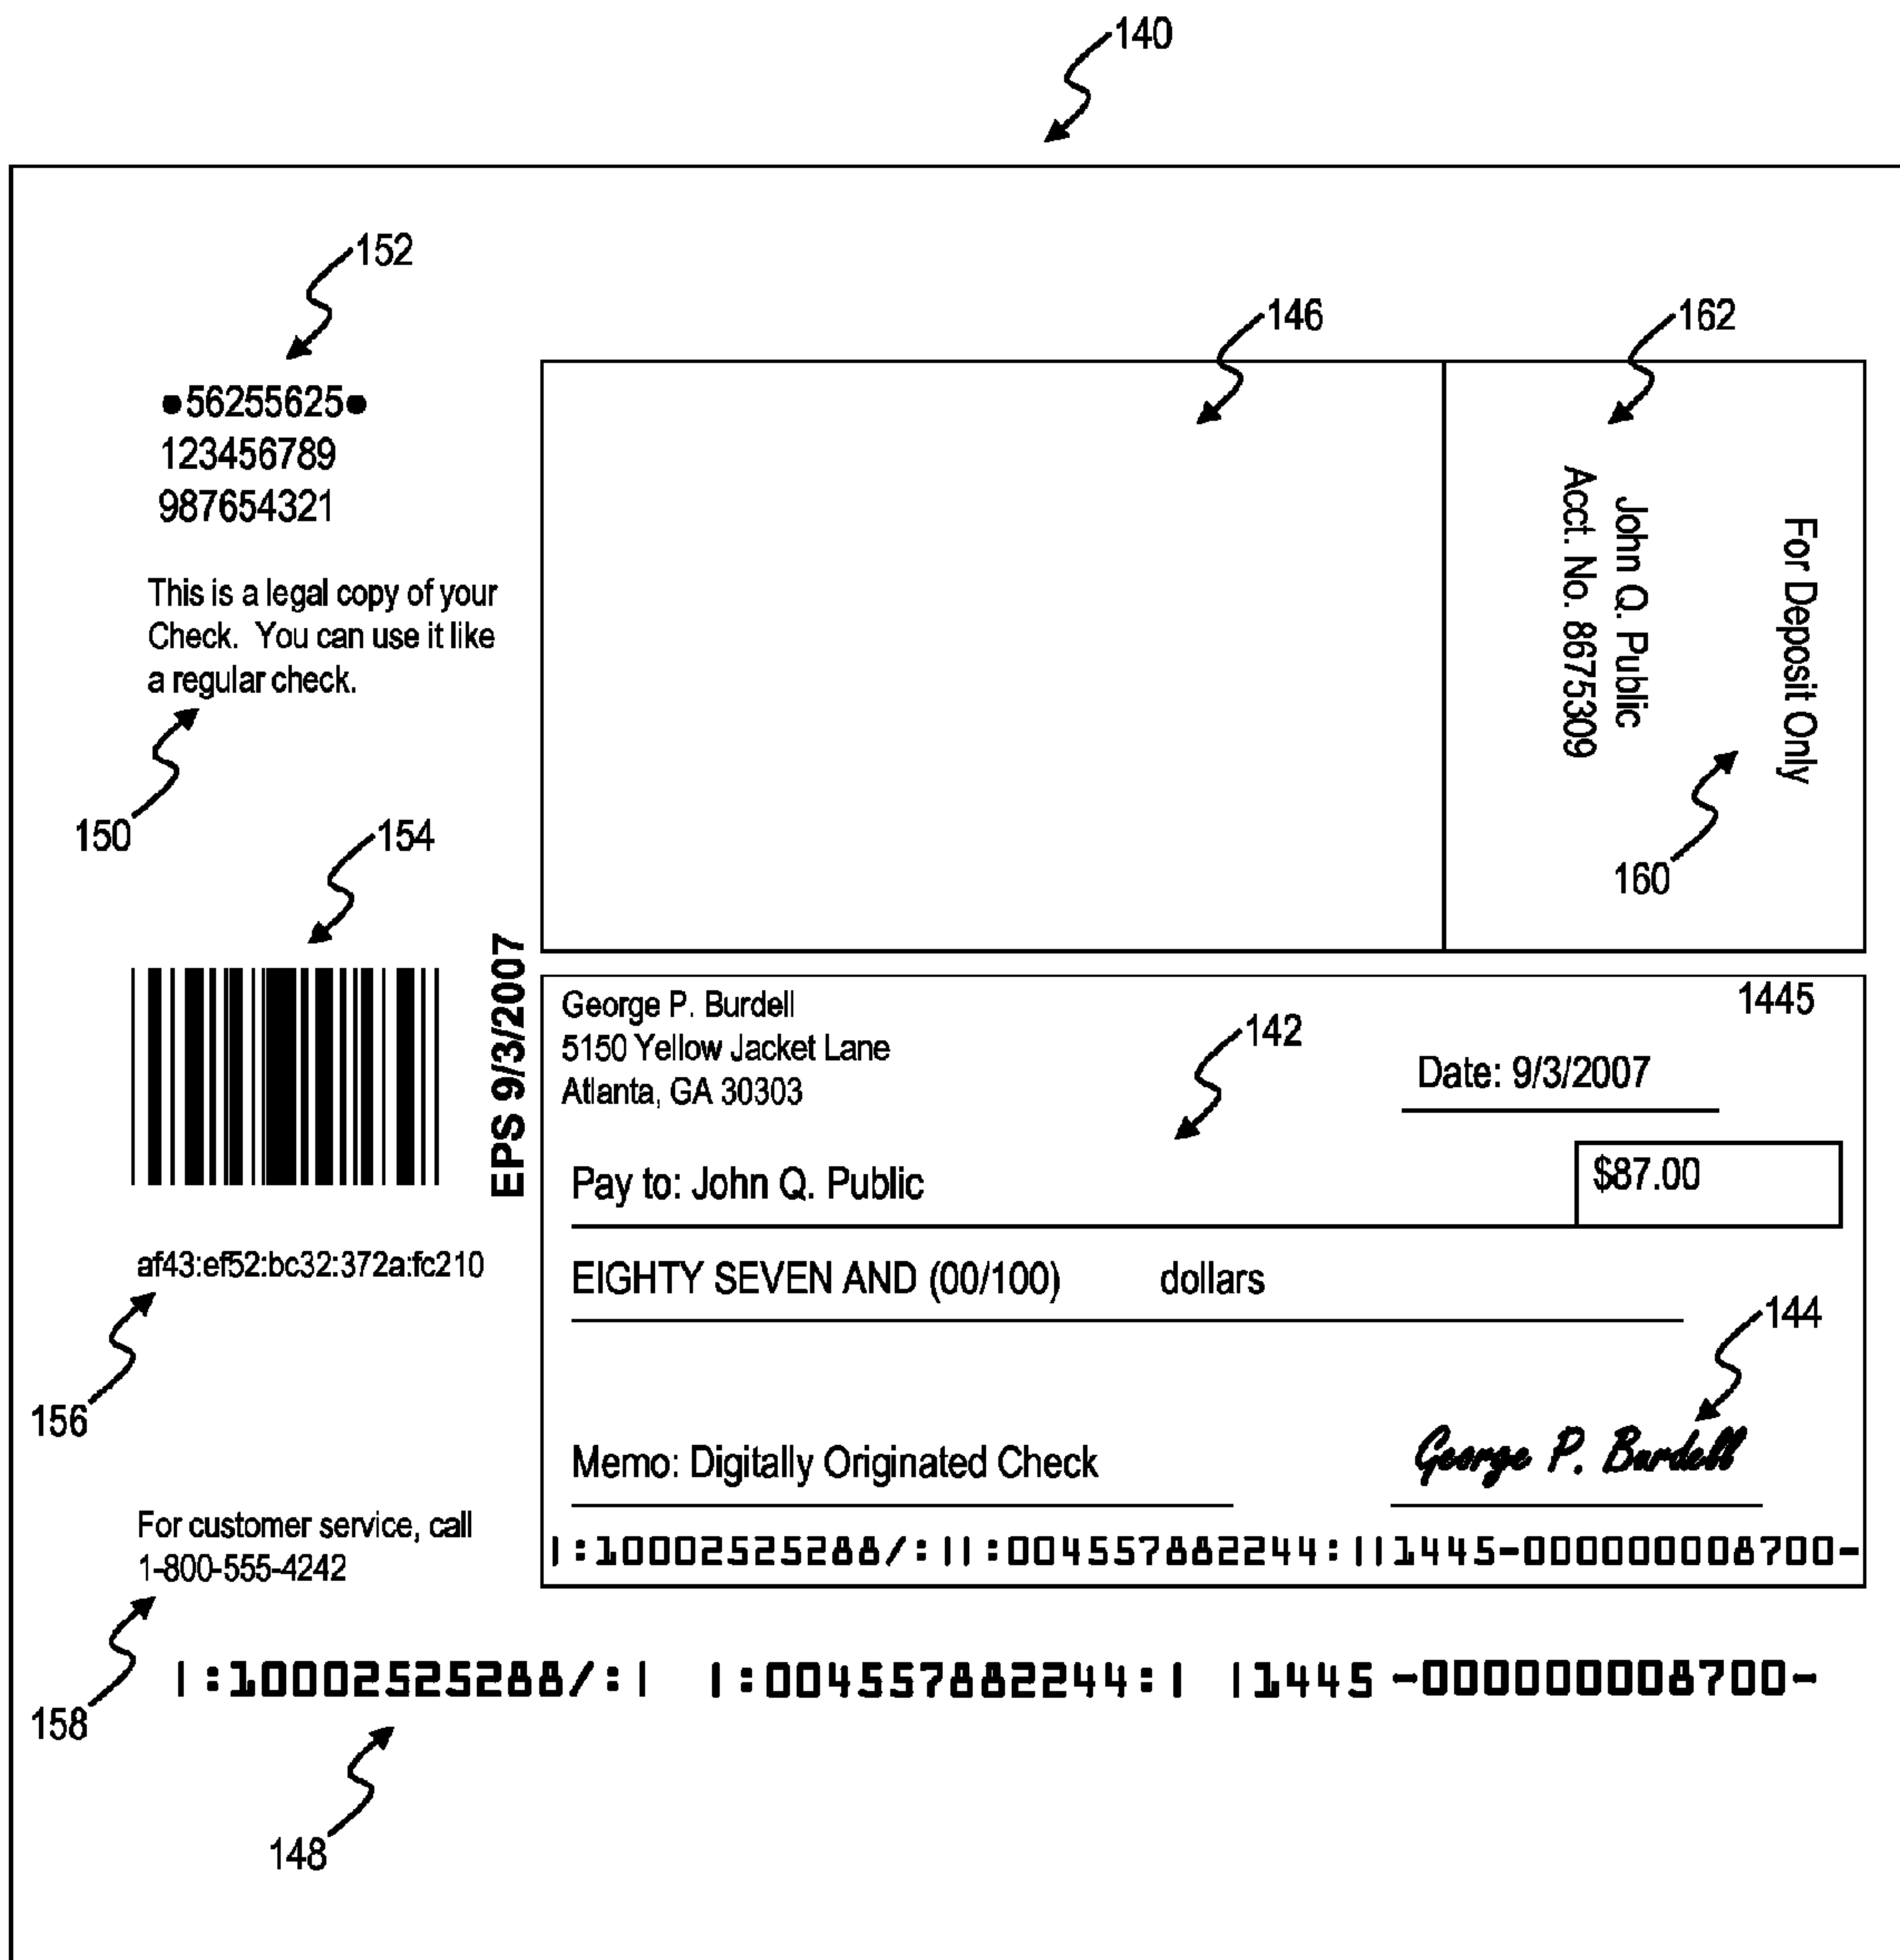 140
152
146
162
●56255625●
123456789
987654321
This is a legal copy of your
Check. You can use it like
a regular check.
150
For Deposit Only
John Q. Public
Acct. No. 8675309
160
154
EPS 9/3/2007
af43:ef52:bc32:372a:fc210
156
George P. Burdell
5150 Yellow Jacket Lane
Atlanta, GA 30303
142
1445
Date: 9/3/2007
Pay to: John Q. Public
$87.00
EIGHTY SEVEN AND (00/100) dollars
144
Memo: Digitally Originated Check
George P. Burdell
|:10002525288/:||:004557882244:||1445-000000008700-
For customer service, call
1-800-555-4242
158
|:10002525288/:| |:004557882244:| |1445-000000008700-
148